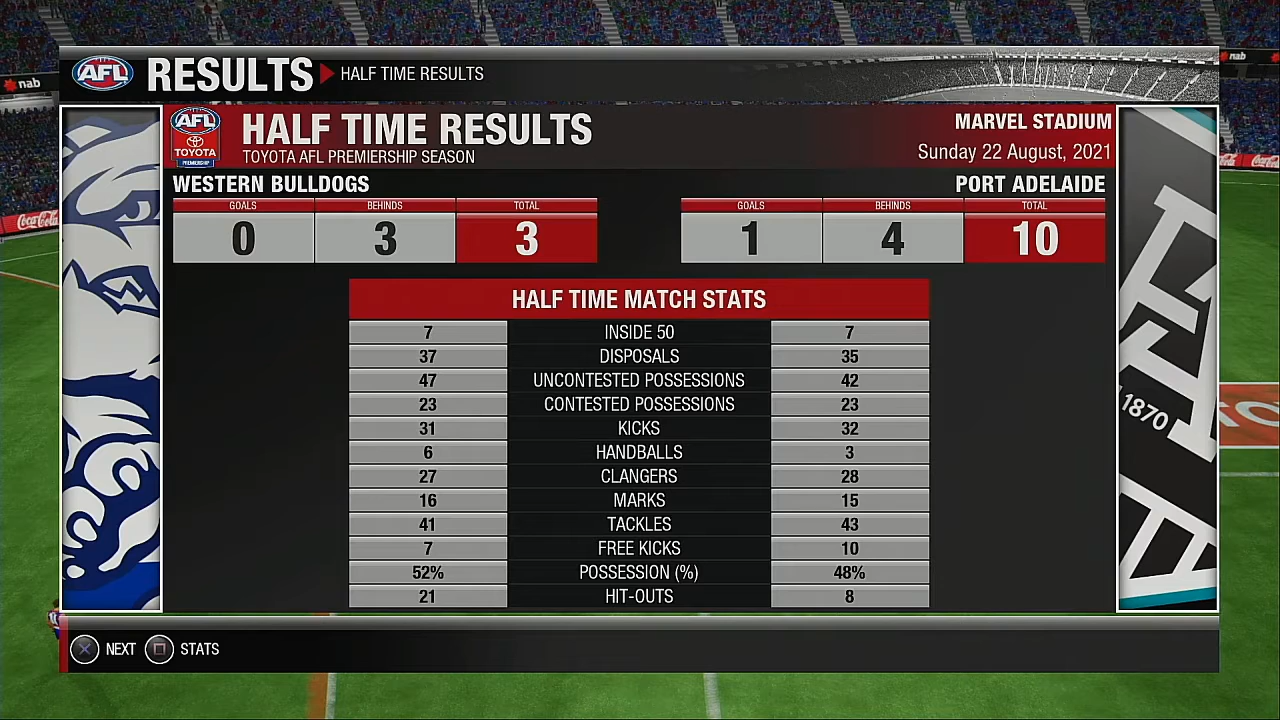 nab
nab
AFL RESULTS HALF TIME RESULTS
AFL
TOYOTA
PREMIERSHIP
HALF TIME RESULTS
TOYOTA AFL PREMIERSHIP SEASON
MARVEL STADIUM
Sunday 22 August, 2021
WESTERN BULLDOGS PORT ADELAIDE
GOALS BEHINDS TOTAL GOALS BEHINDS TOTAL
0 3 3 1 4 10
Coca-Cola
HALF TIME MATCH STATS
7 INSIDE 50 7
37 DISPOSALS 35
47 UNCONTESTED POSSESSIONS 42
23 CONTESTED POSSESSIONS 23
31 KICKS 32
6 HANDBALLS 3
27 CLANGERS 28
16 MARKS 15
41 TACKLES 43
7 FREE KICKS 10
52% POSSESSION (%) 48%
21 HIT-OUTS 8
1870
NEXT STATS